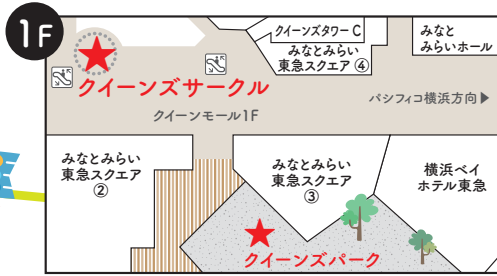 1F
クイーンズタワー C
みなとみらい
東急スクエア ④
みなと
みらいホール
クイーンズサークル
パシフィコ横浜方向▶
クイーンモール1F
みなとみらい
東急スクエア
②
みなとみらい
東急スクエア
③
横浜ベイ
ホテル東急
クイーンズパーク